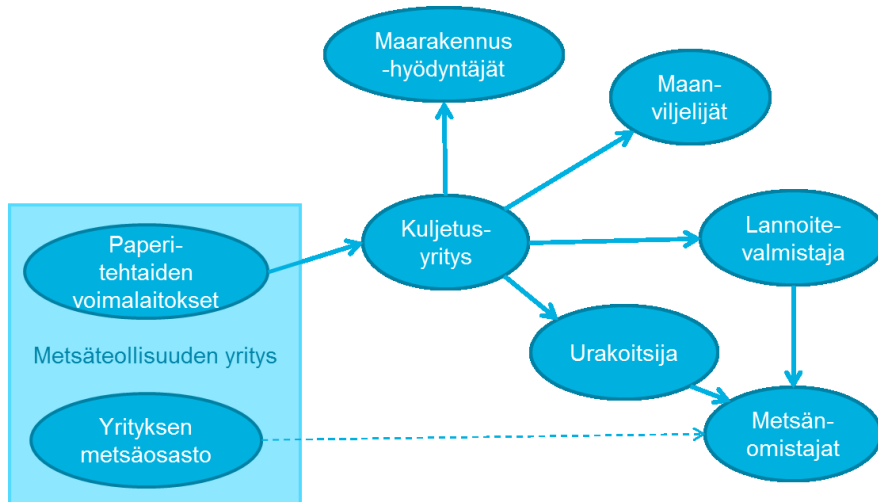 Maarakennus
-hyödyntäjät
Maan-
viljelijät
Paperi-
tehtaiden
voimalaitokset
Kuljetus-
yritys
Lannoite-
valmistaja
Metsäteollisuuden yritys
Urakoitsija
Yrityksen
metsäosasto
Metsän-
omistajat